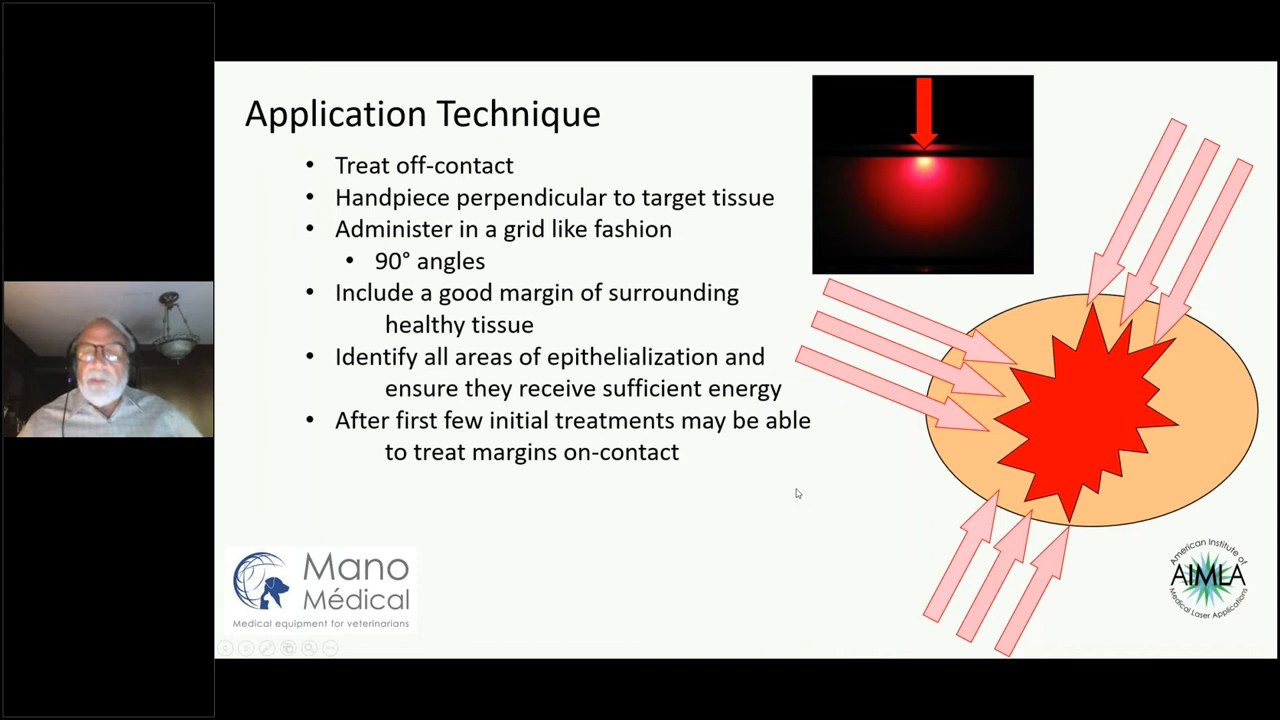 Application Technique
• Treat off-contact
• Handpiece perpendicular to target tissue
• Administer in a grid like fashion
• 90° angles
• Include a good margin of surrounding
healthy tissue
• Identify all areas of epithelialization and
ensure they receive sufficient energy
• After first few initial treatments may be able
to treat margins on-contact
Mano
Médical
Medical equipment for veterinarians
American Institute of
AIMLA
Medical Laser Applications